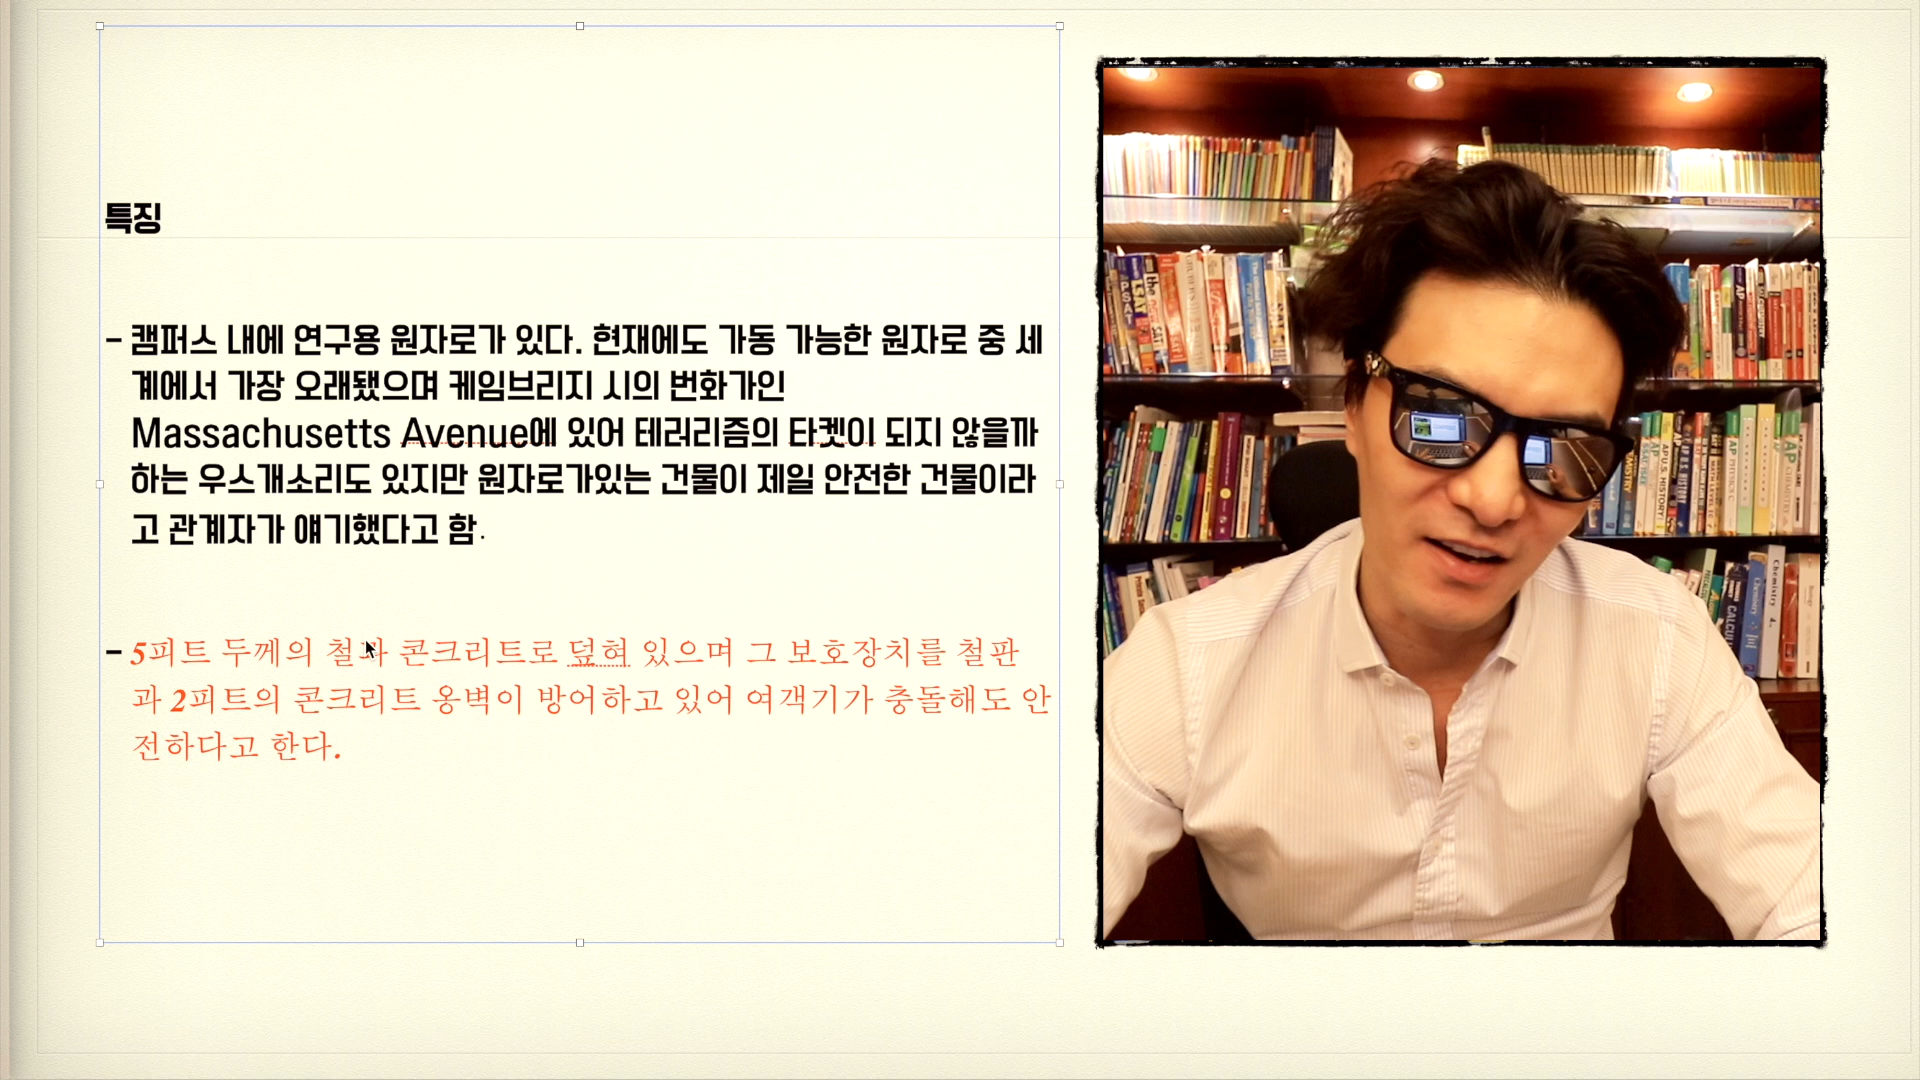 특징
- 캠퍼스 내에 연구용 원자로가 있다. 현재에도 가동 가능한 원자로 중 세
계에서 가장 오래됐으며 케임브리지 시의 번화가인
Massachusetts Avenue에 있어 테러리즘의 타켓이 되지 않을까
하는 우스개소리도 있지만 원자로가있는 건물이 제일 안전한 건물이라
고 관계자가 얘기했다고 함.
- 5피트 두께의 철과 콘크리트로 덮혀 있으며 그 보호장치를 철판
과 2피트의 콘크리트 옹벽이 방어하고 있어 여객기가 충돌해도 안
전하다고 한다.
LSAT
AP
U.S. HISTORY
CHEMISTRY
Chemistry
CALCULUS